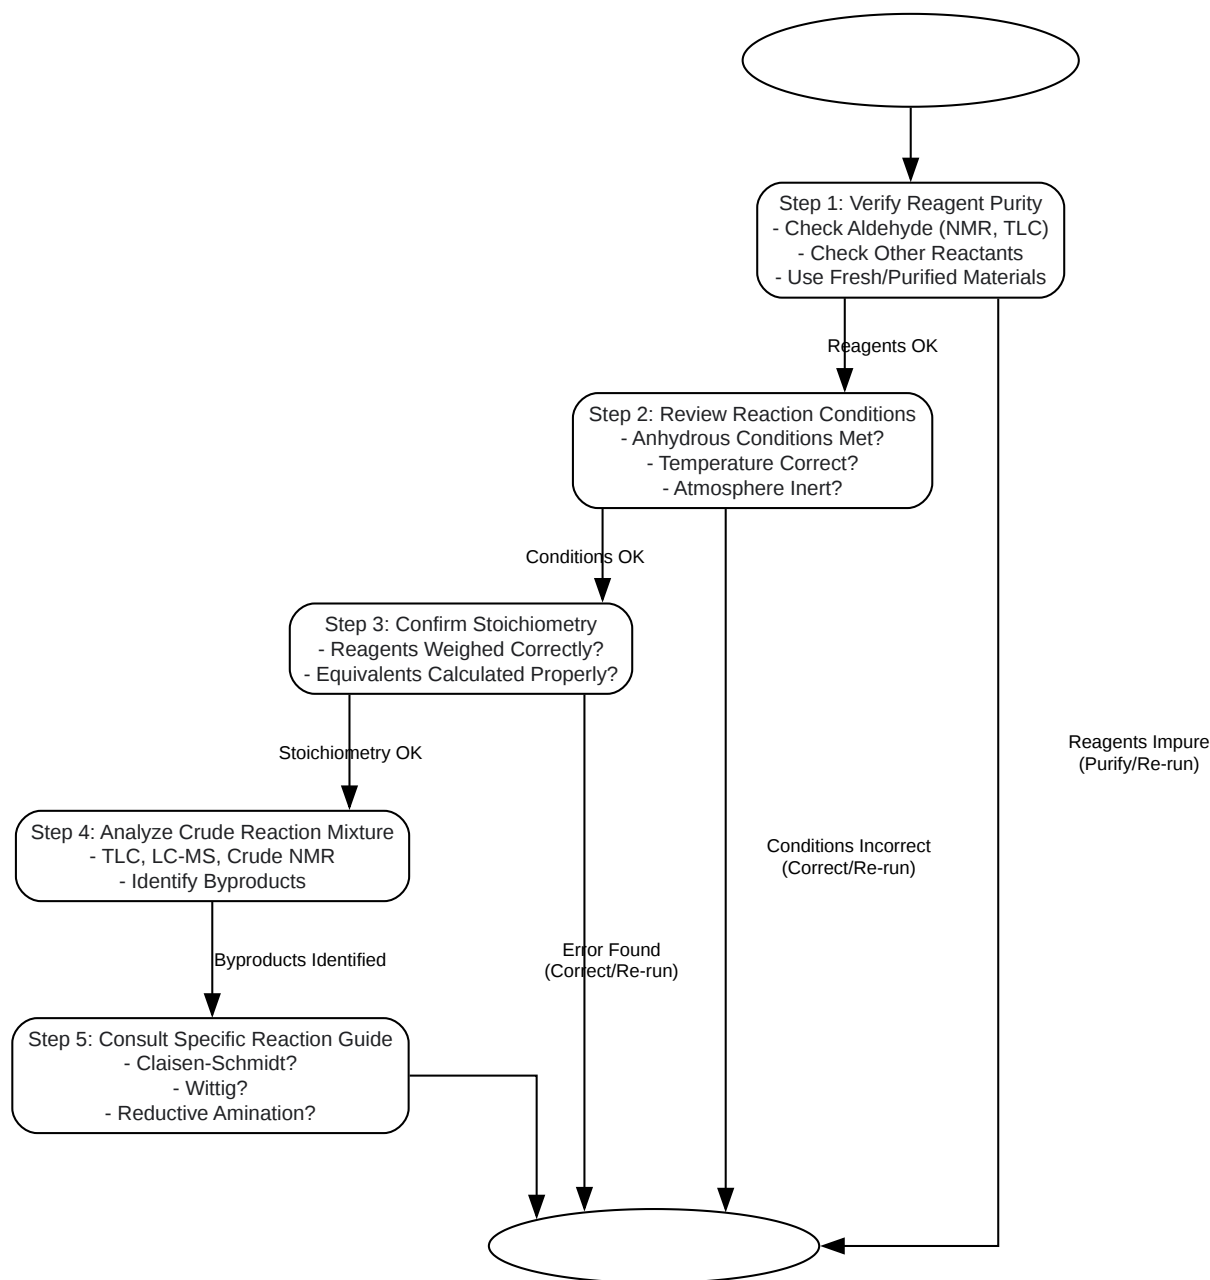 Step 1: Verify Reagent Purity
- Check Aldehyde (NMR, TLC)
- Check Other Reactants
- Use Fresh/Purified Materials
Reagents OK
Step 2: Review Reaction Conditions
- Anhydrous Conditions Met?
- Temperature Correct?
- Atmosphere Inert?
Conditions OK
Step 3: Confirm Stoichiometry
- Reagents Weighed Correctly?
- Equivalents Calculated Properly?
Stoichiometry OK
Reagents Impure
(Purify/Re-run)
Step 4: Analyze Crude Reaction Mixture
- TLC, LC-MS, Crude NMR
- Identify Byproducts
Conditions Incorrect
(Correct/Re-run)
Byproducts Identified
Error Found
(Correct/Re-run)
Step 5: Consult Specific Reaction Guide
- Claisen-Schmidt?
- Wittig?
- Reductive Amination?